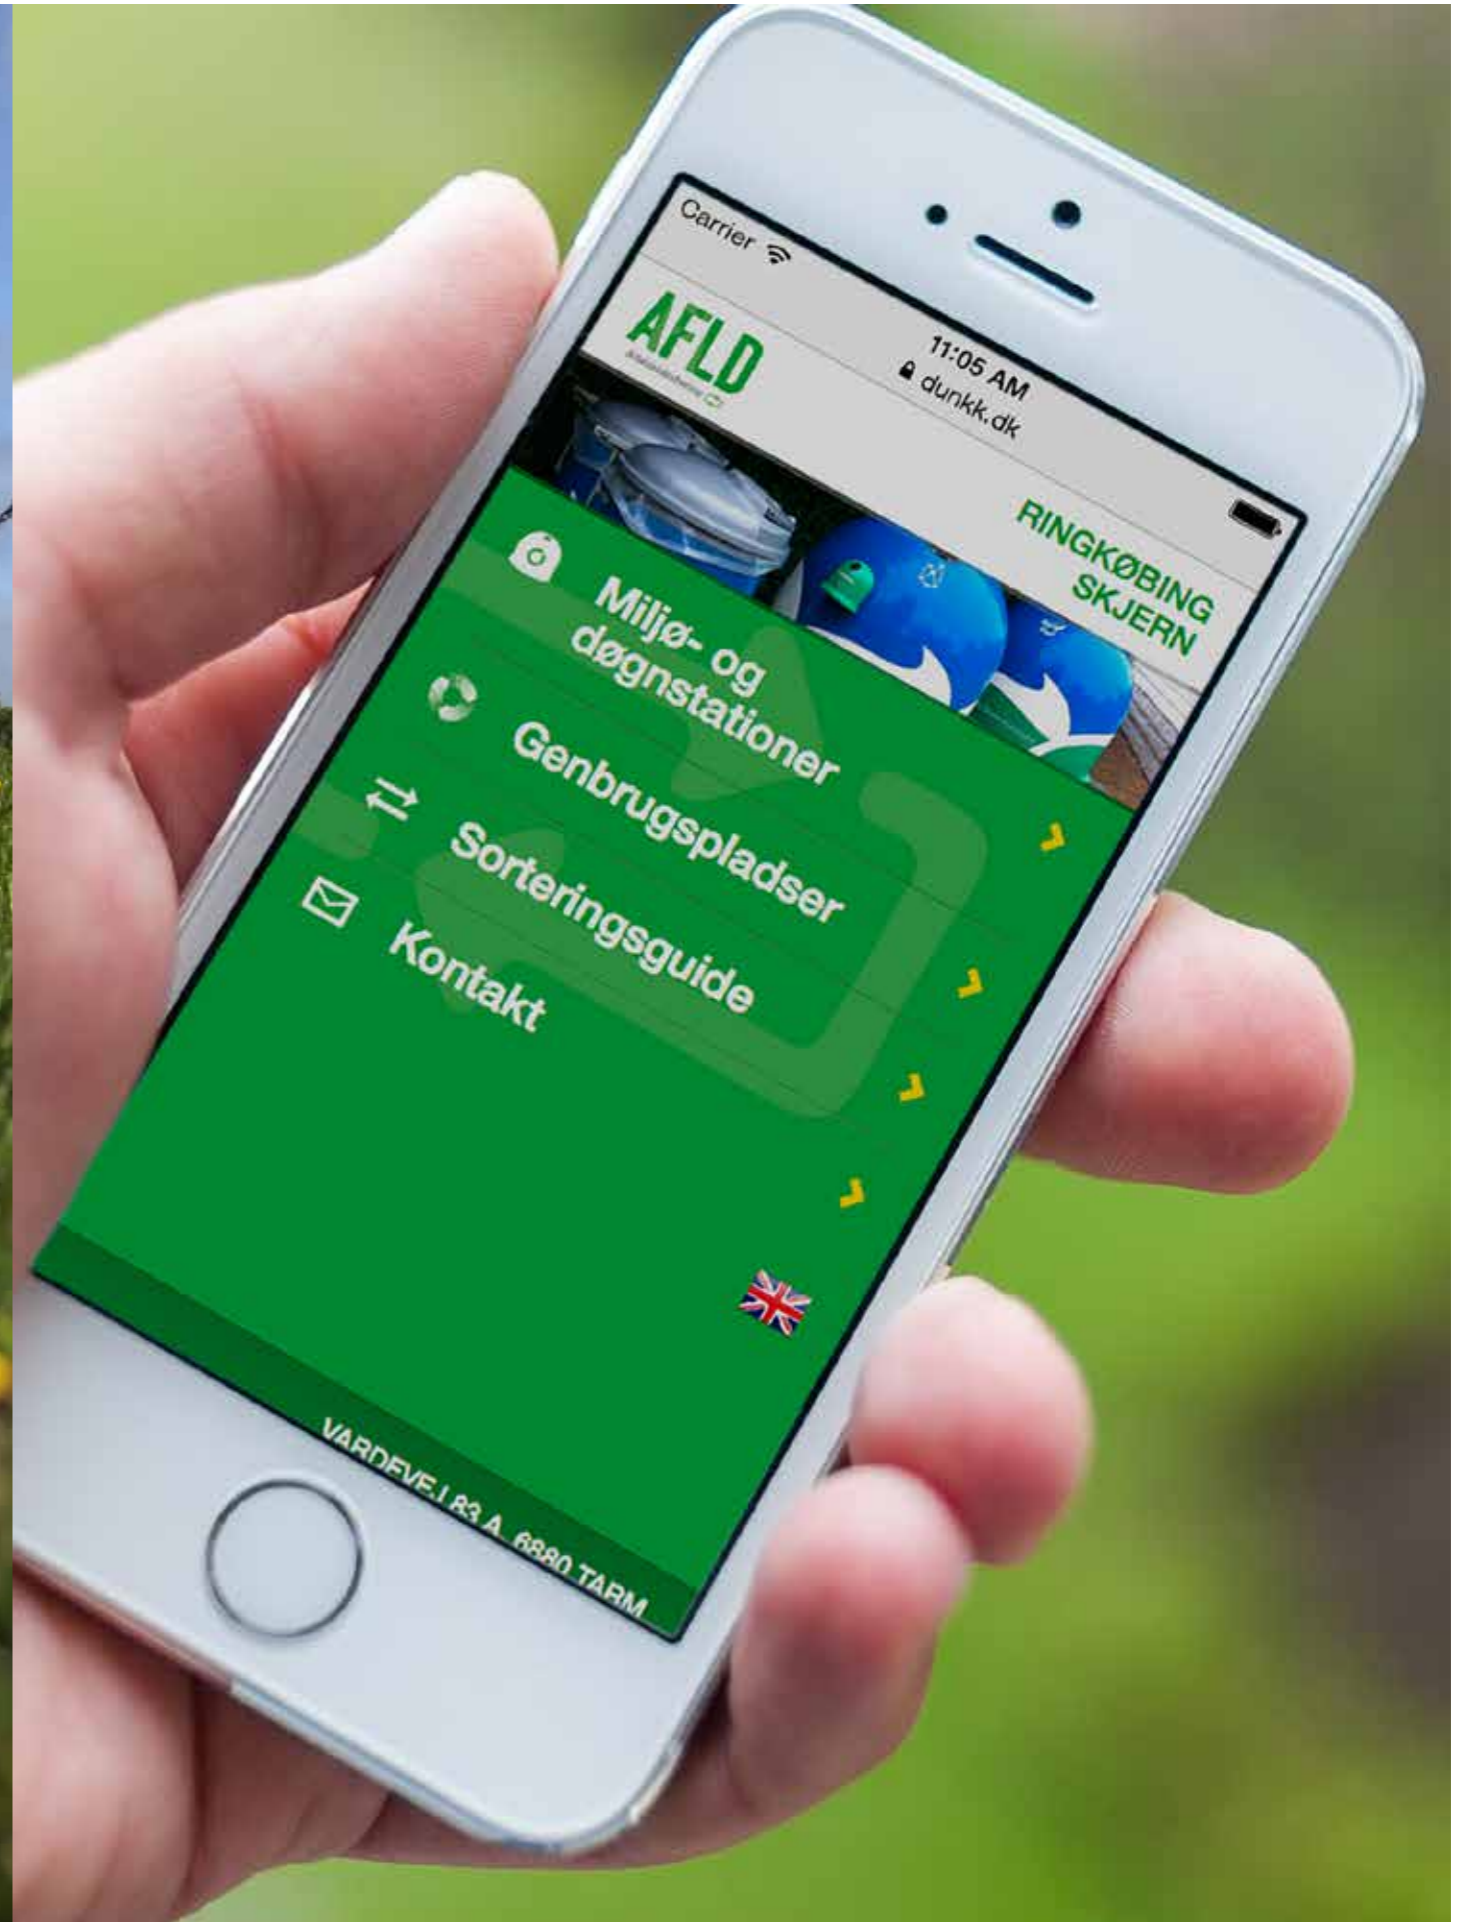 Carrier
11:05 AM
dunkk.dk
AFLD
RINGKØBING
SKJERN
Miljø- og
døgnstationer
Genbrugspladser
Sorteringsguide
Kontakt
VARDEVEJ 83 A, 6880 TARM